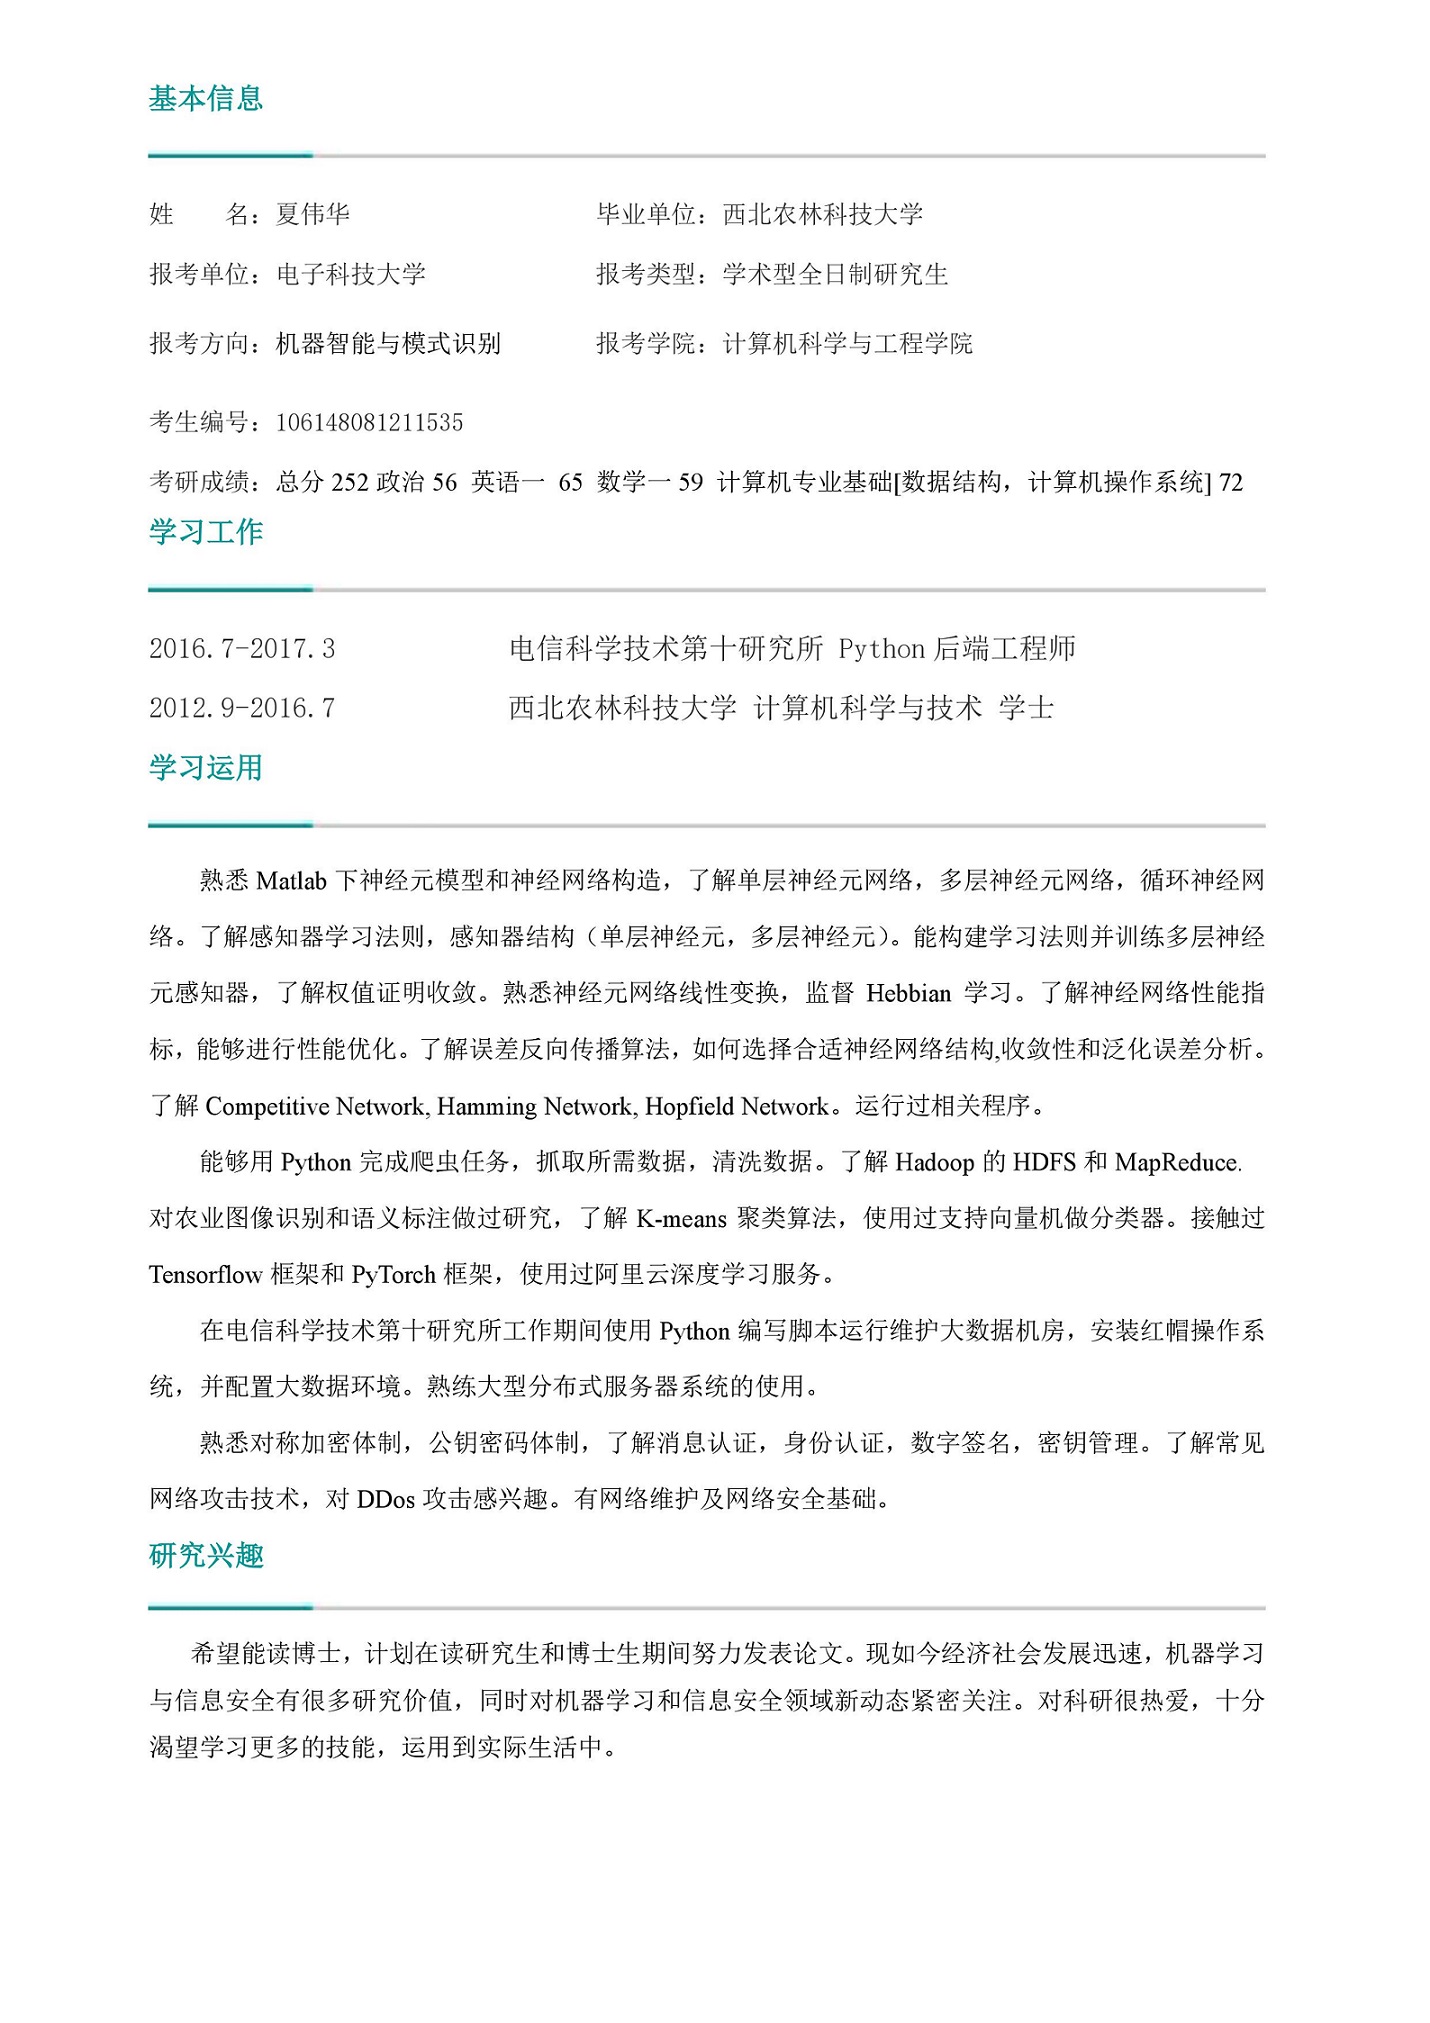 基本信息
姓　　名：夏伟华　　毕业单位：西北农林科技大学
报考单位：电子科技大学　　报考类型：学术型全日制研究生
报考方向：机器智能与模式识别　　报考学院：计算机科学与工程学院
考生编号：106148081211535
考研成绩：总分 252 政治 56 英语一 65 数学一 59 计算机专业基础[数据结构，计算机操作系统] 72
学习工作
2016.7-2017.3　　电信科学技术第十研究所 Python 后端工程师
2012.9-2016.7　　西北农林科技大学 计算机科学与技术 学士
学习运用
熟悉 Matlab 下神经元模型和神经网络构造，了解单层神经元网络，多层神经元网络，循环神经网
络。了解感知器学习法则，感知器结构（单层神经元，多层神经元）。能构建学习法则并训练多层神经
元感知器，了解权值证明收敛。熟悉神经元网络线性变换，监督 Hebbian 学习。了解神经网络性能指
标，能够进行性能优化。了解误差反向传播算法，如何选择合适神经网络结构,收敛性和泛化误差分析。
了解 Competitive Network, Hamming Network, Hopfield Network。运行过相关程序。
能够用 Python 完成爬虫任务，抓取所需数据，清洗数据。了解 Hadoop 的 HDFS 和 MapReduce.
对农业图像识别和语义标注做过研究，了解 K-means 聚类算法，使用过支持向量机做分类器。接触过
Tensorflow 框架和 PyTorch 框架，使用过阿里云深度学习服务。
在电信科学技术第十研究所工作期间使用 Python 编写脚本运行维护大数据机房，安装红帽操作系
统，并配置大数据环境。熟练大型分布式服务器系统的使用。
熟悉对称加密体制，公钥密码体制，了解消息认证，身份认证，数字签名，密钥管理。了解常见
网络攻击技术，对 DDos 攻击感兴趣。有网络维护及网络安全基础。
研究兴趣
希望能读博士，计划在读研究生和博士生期间努力发表论文。现如今经济社会发展迅速，机器学习
与信息安全有很多研究价值，同时对机器学习和信息安全领域新动态紧密关注。对科研很热爱，十分
渴望学习更多的技能，运用到实际生活中。